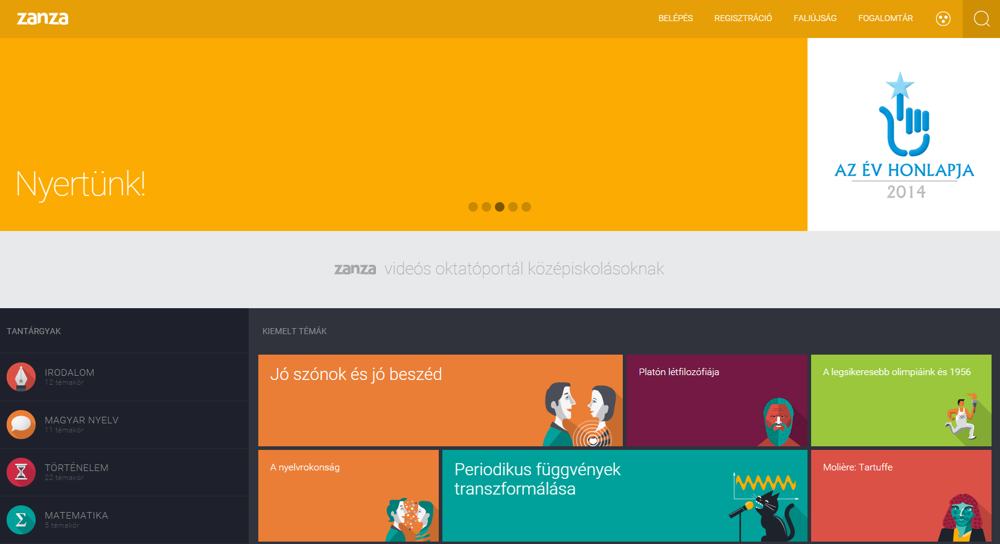 zanza
BELÉPÉS
REGISZTRÁCIÓ
FALIÚJSÁG
FOGALOMTÁR
Nyertünk!
AZ ÉV HONLAPJA
2014
zanza videós oktatóportál középiskolásoknak
TANTÁRGYAK
IRODALOM
12 témakör
MAGYAR NYELV
11 témakör
TÖRTÉNELEM
22 témakör
Σ
MATEMATIKA
5 témakör
KIEMELT TÉMÁK
Jó szónok és jó beszéd
Platón létfilozófiája
A legsikeresebb olimpiáink és 1956
A nyelvrokonság
Periodikus függvények
transzformálása
Molière: Tartuffe